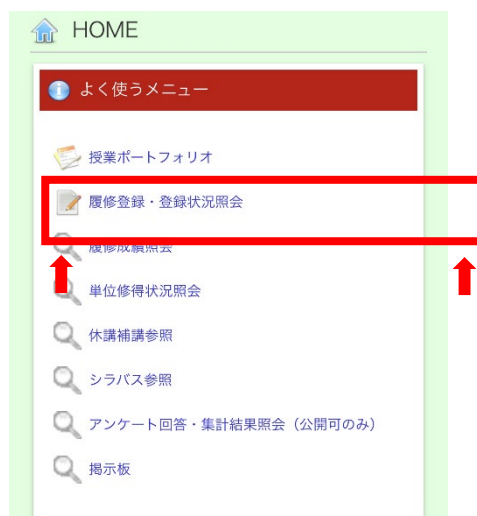 HOME
よく使うメニュー
授業ポートフォリオ
履修登録・登録状況照会
履修成績照会
単位修得状況照会
休講補講参照
シラバス参照
アンケート回答・集計結果照会（公開可のみ）
掲示板